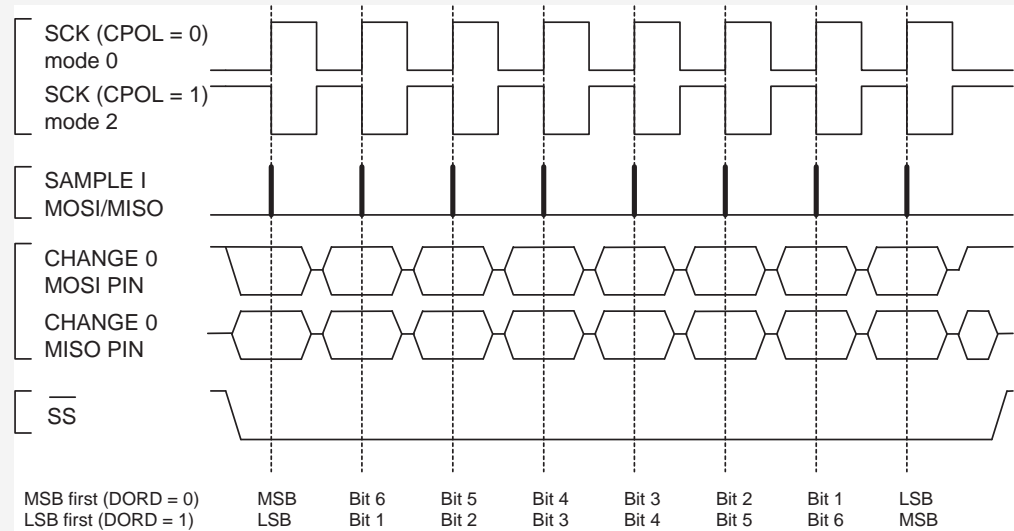 SCK (CPOL = 0)
mode 0
SCK (CPOL = 1)
mode 2
SAMPLE I
MOSI/MISO
CHANGE 0
MOSI PIN
CHANGE 0
MISO PIN
SS
MSB first (DORD = 0) MSB Bit 6 Bit 5 Bit 4 Bit 3 Bit 2 Bit 1 LSB
LSB first (DORD = 1) LSB Bit 1 Bit 2 Bit 3 Bit 4 Bit 5 Bit 6 MSB